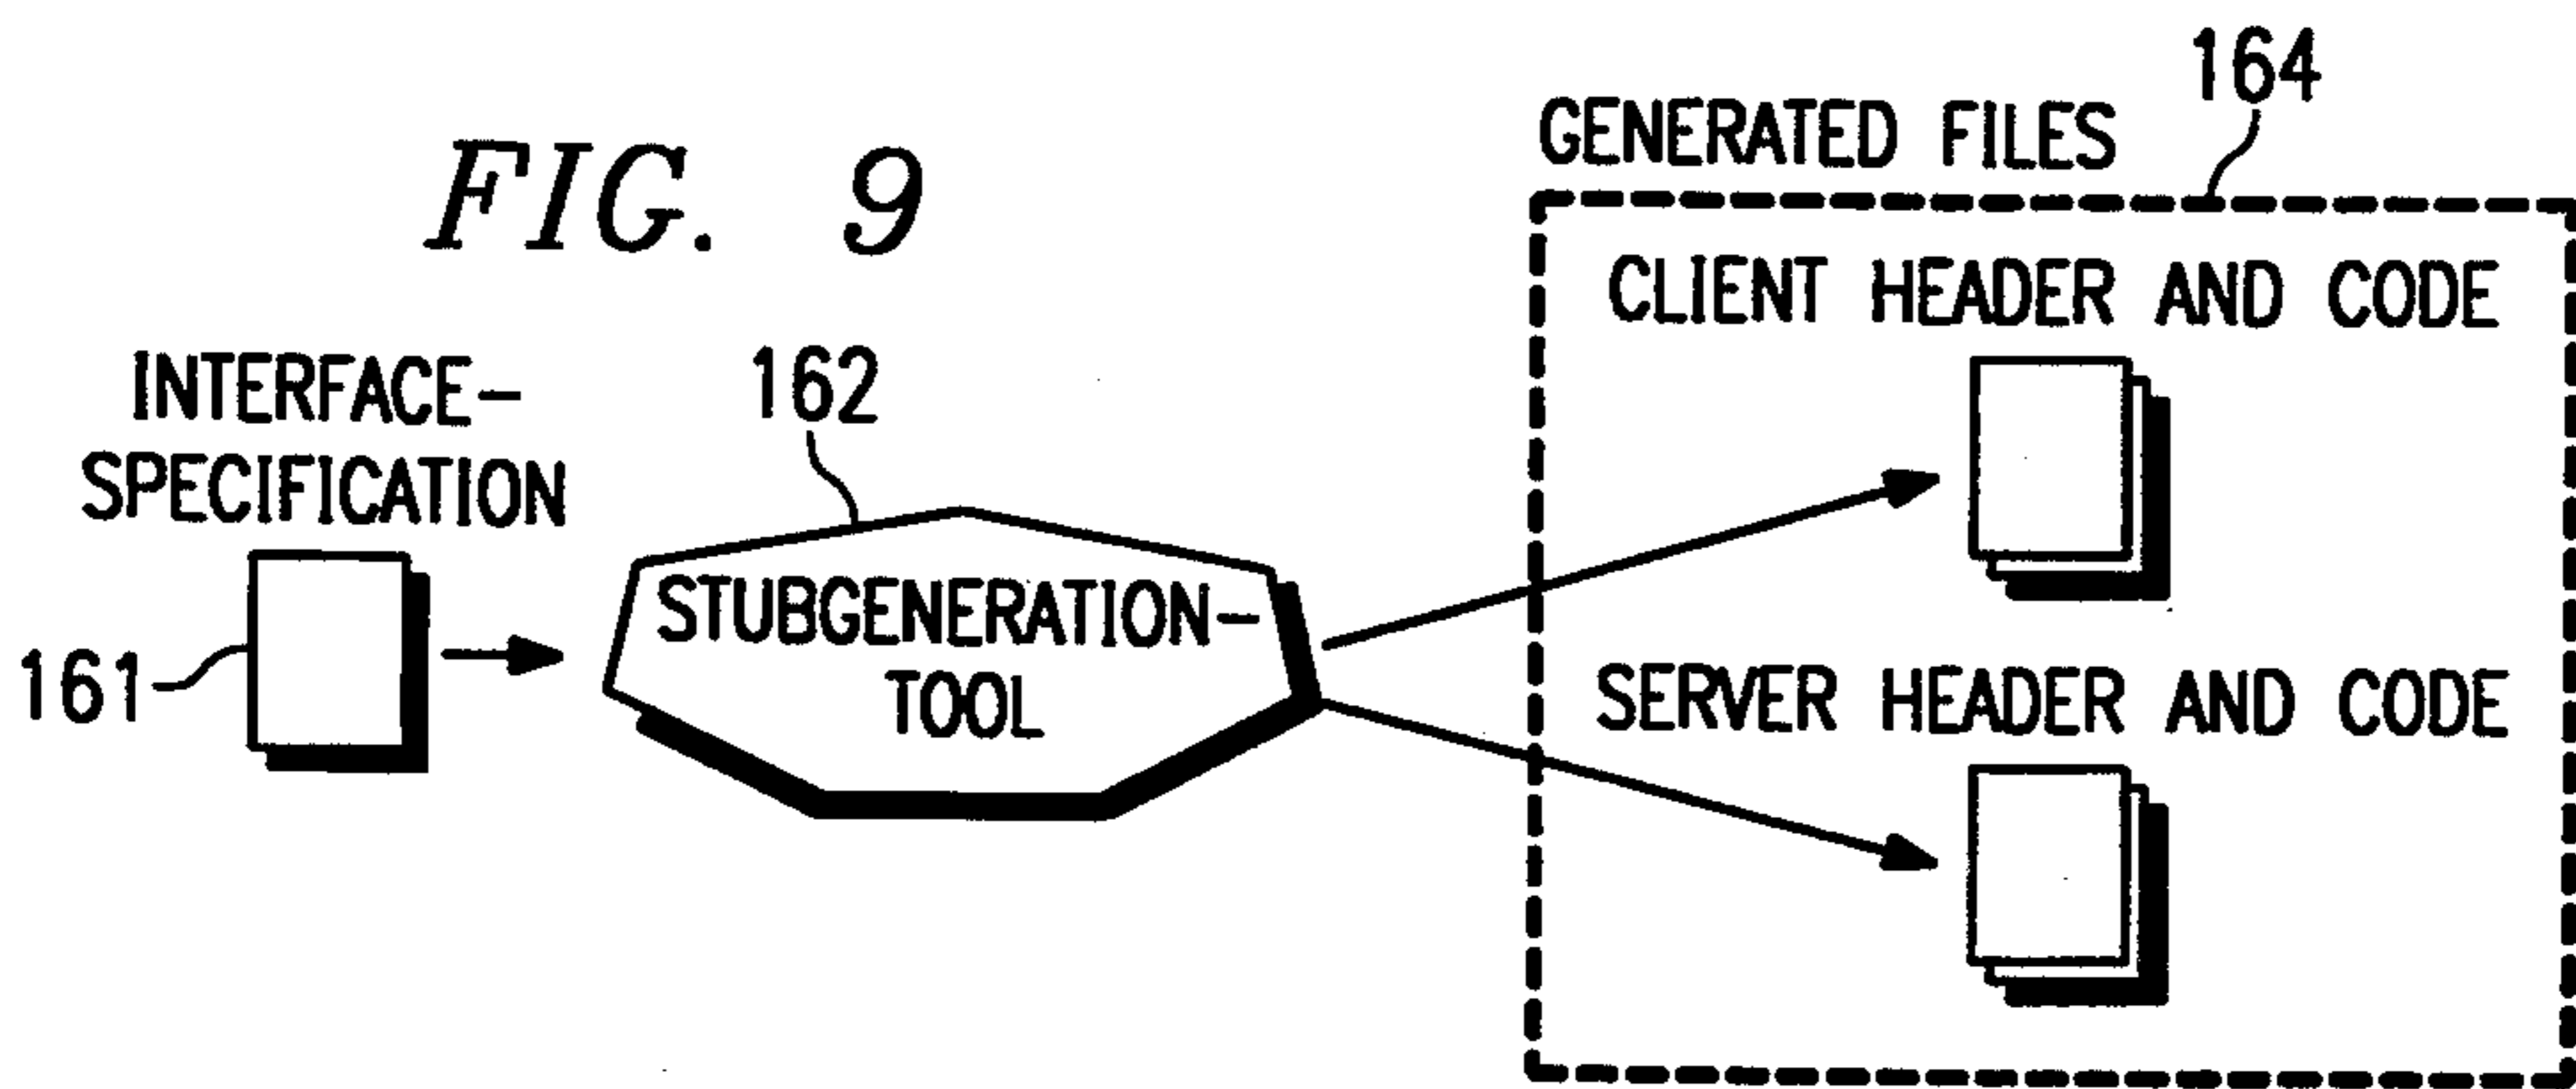 FIG. 9
164
GENERATED FILES
CLIENT HEADER AND CODE
INTERFACE-
SPECIFICATION
162
161
STUBGENERATION-
TOOL
SERVER HEADER AND CODE